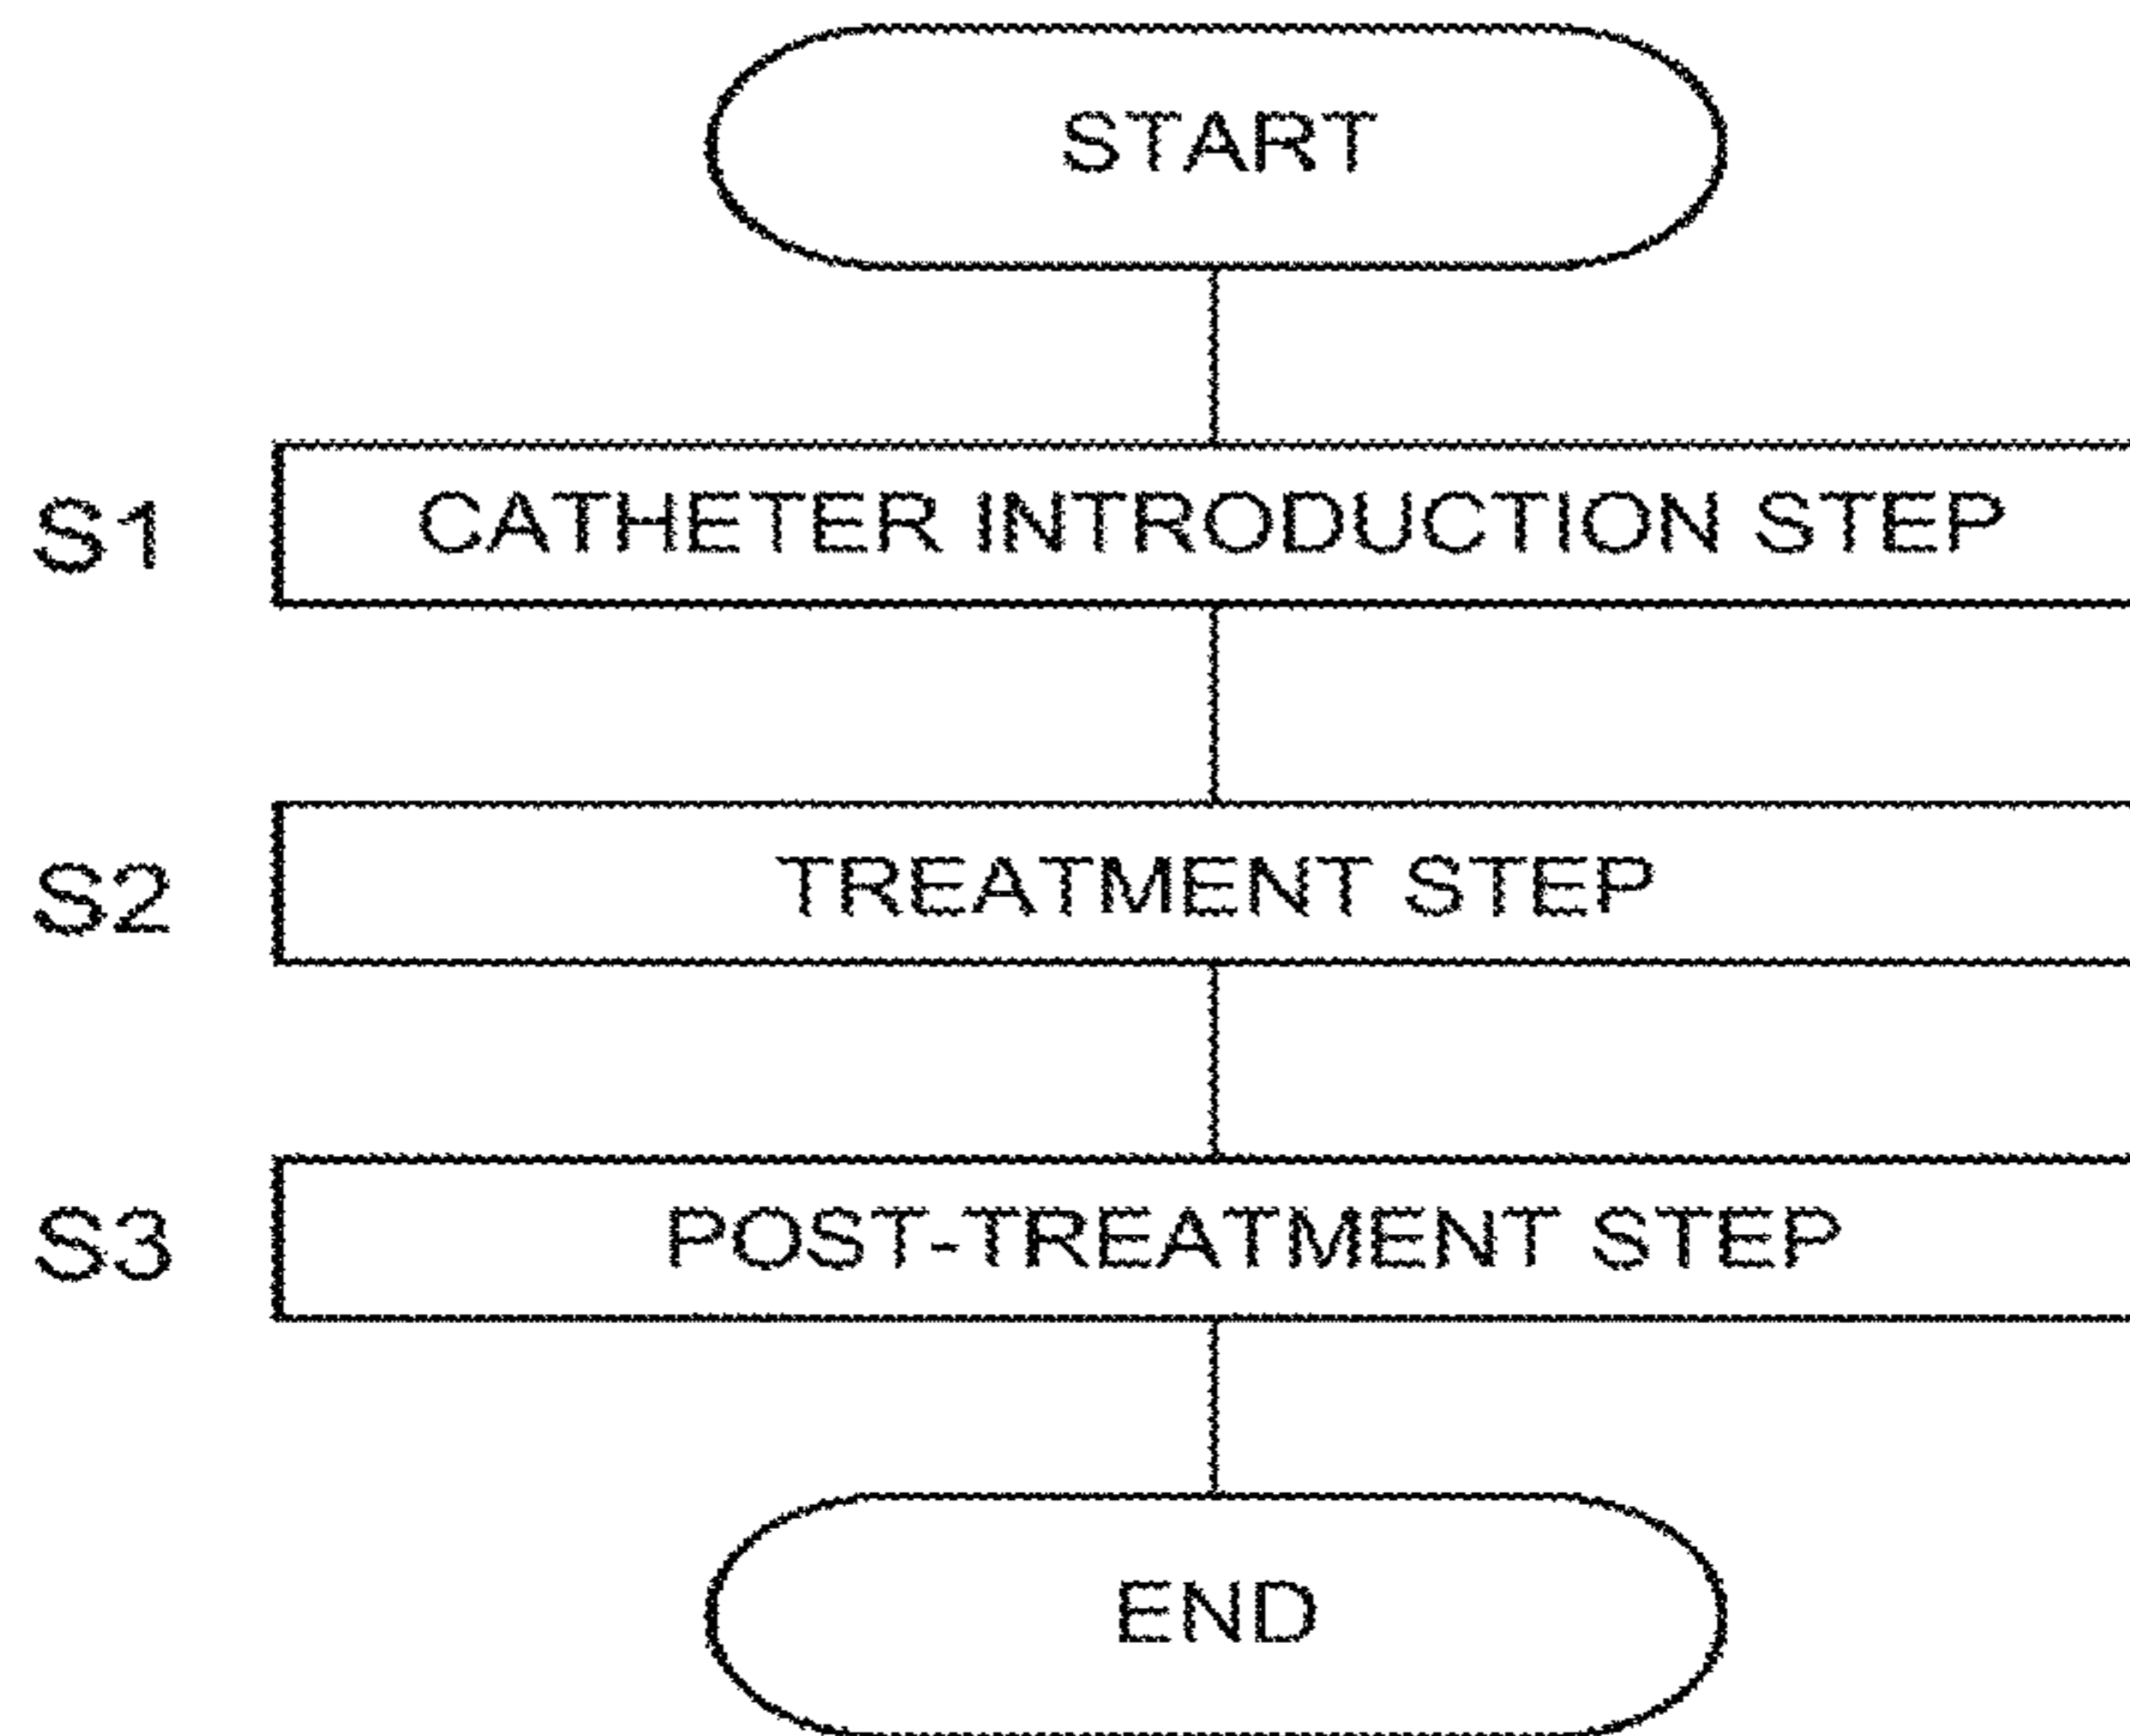 START
S1 CATHETER INTRODUCTION STEP
S2 TREATMENT STEP
S3 POST-TREATMENT STEP
END